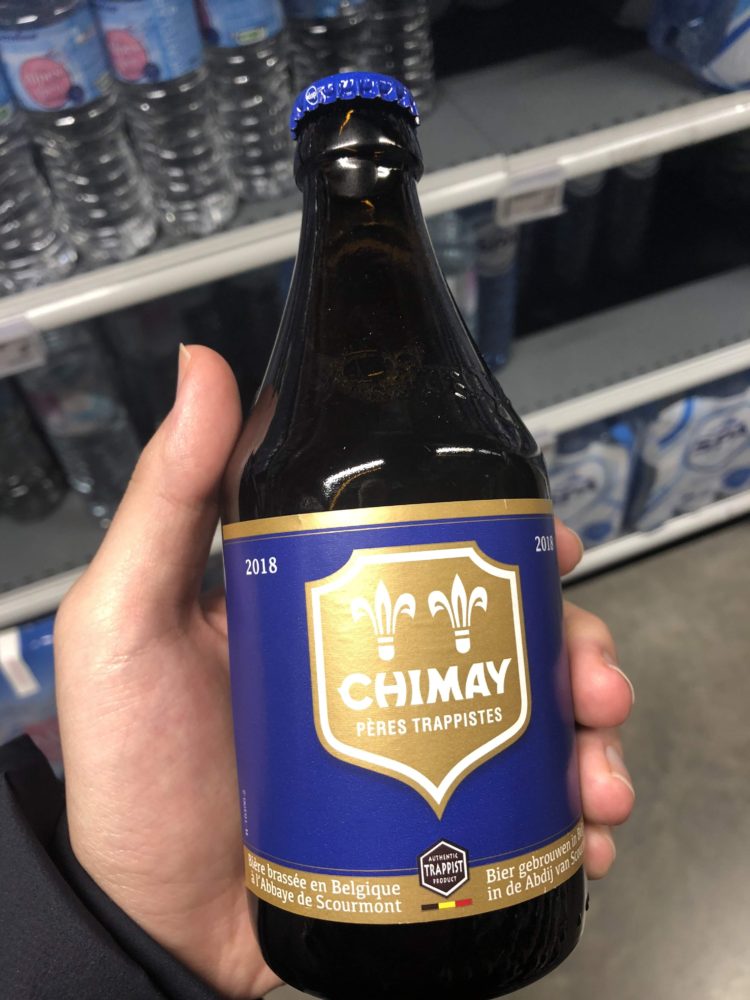 2018
2018
CHIMAY
PÈRES TRAPPISTES
AUTHENTIC
TRAPPIST
PRODUCT
Bière brassée en Belgique
à l'Abbaye de Scourmont
Bier gebrouwen in
in de Abdij van